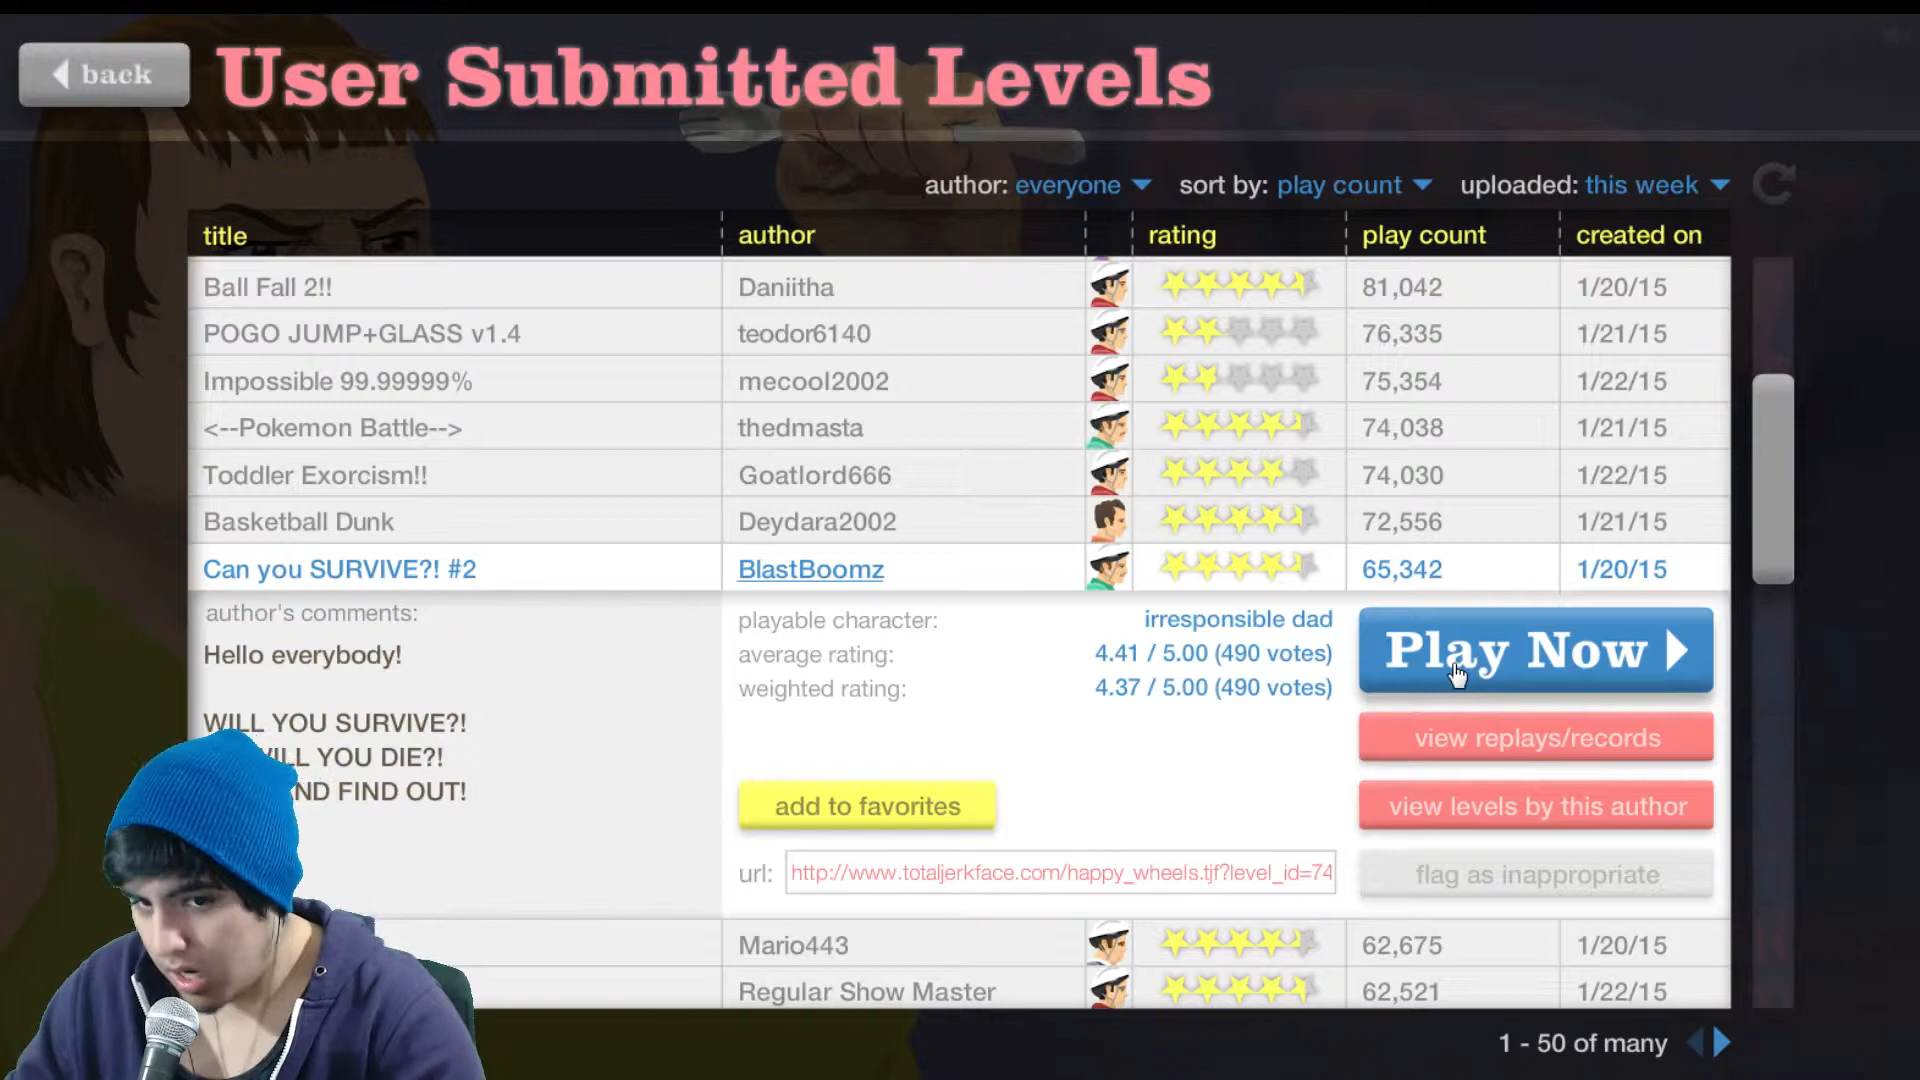 back
User Submitted Levels
author: everyone sort by: play count uploaded: this week
title author rating play count created on
Ball Fall 2!! Daniitha 81,042 1/20/15
POGO JUMP+GLASS v1.4 teodor6140 76,335 1/21/15
Impossible 99.99999% mecool2002 75,354 1/22/15
<--Pokemon Battle--> thedmasta 74,038 1/21/15
Toddler Exorcism!! Goatlord666 74,030 1/22/15
Basketball Dunk Deydara2002 72,556 1/21/15
Can you SURVIVE?! #2 BlastBoomz 65,342 1/20/15
author's comments:
Hello everybody!
WILL YOU SURVIVE?!
YOU DIE?!
FIND OUT!
playable character: irresponsible dad
average rating: 4.41 / 5.00 (490 votes)
weighted rating: 4.37 / 5.00 (490 votes)
add to favorites
url: http://www.totaljerkface.com/happy_wheels.tjf?level_id=74
Play Now
view replays/records
view levels by this author
flag as inappropriate
Mario443 62,675 1/20/15
Regular Show Master 62,521 1/22/15
1 - 50 of many